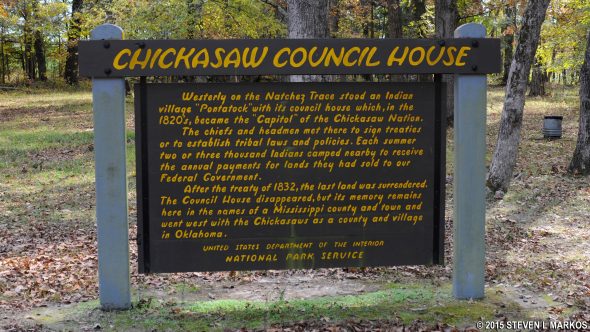 CHICKASAW COUNCIL HOUSE
Westerly on the Natchez Trace stood an Indian
village "Pontatock" with its council house which, in the
1820's, became the "Capitol" of the Chickasaw Nation.
The chiefs and headmen met there to sign treaties
or to establish tribal laws and policies. Each summer
two or three thousand Indians camped nearby to receive
the annual payments for lands they had sold to our
Federal Government.
After the treaty of 1832, the last land was surrendered.
The Council House disappeared, but its memory remains
here in the names of a Mississippi county and town and
went west with the Chickasaws as a county and village
in Oklahoma.
UNITED STATES DEPARTMENT OF THE INTERIOR
NATIONAL PARK SERVICE
© 2015 STEVEN L MARKOS